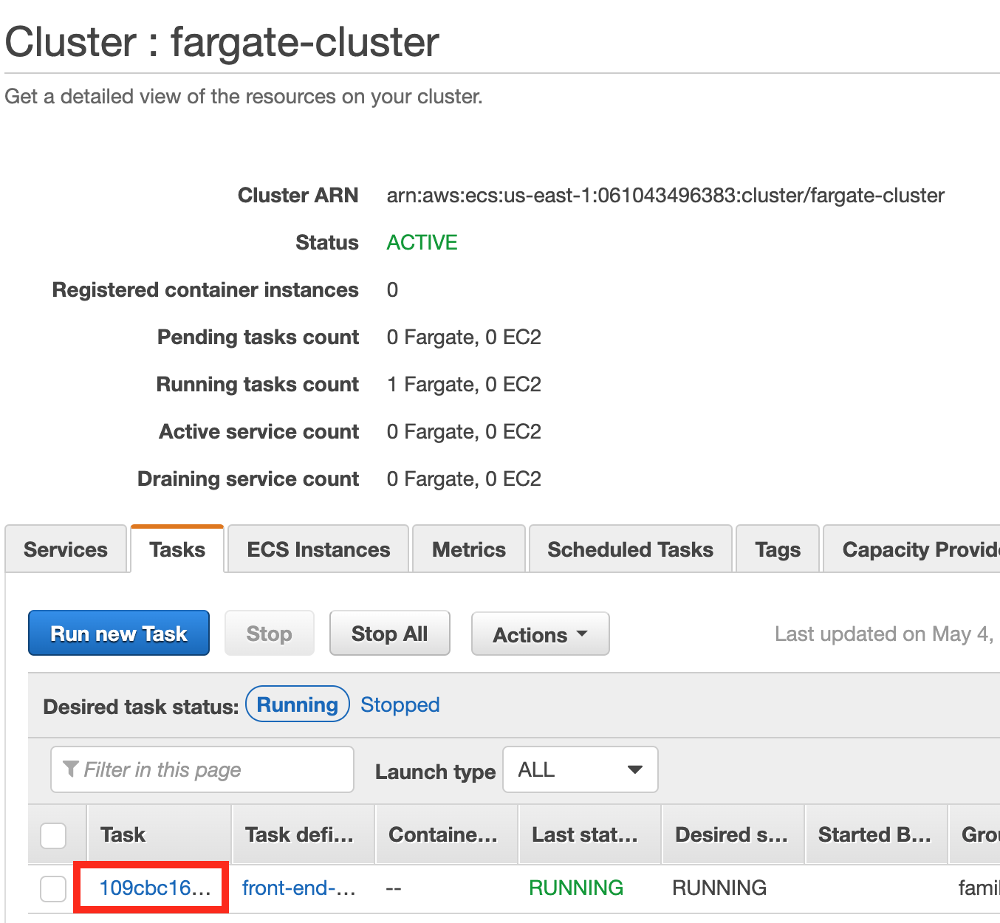 Cluster : fargate-cluster
Get a detailed view of the resources on your cluster.
Cluster ARN arn:aws:ecs:us-east-1:061043496383:cluster/fargate-cluster
Status ACTIVE
Registered container instances 0
Pending tasks count 0 Fargate, 0 EC2
Running tasks count 1 Fargate, 0 EC2
Active service count 0 Fargate, 0 EC2
Draining service count 0 Fargate, 0 EC2
Services Tasks ECS Instances Metrics Scheduled Tasks Tags Capacity Provide
Run new Task Stop Stop All Actions Last updated on May 4,
Desired task status: Running Stopped
Filter in this page Launch type ALL
Task Task defi... Containe... Last stat... Desired s... Started B... Grou
109cbc16... front-end-... -- RUNNING RUNNING famil